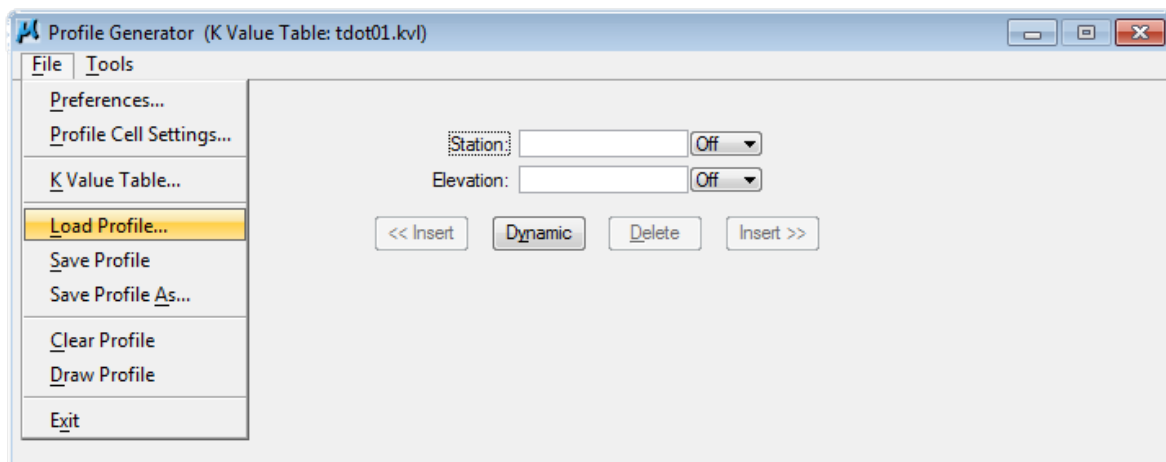 Profile Generator (K Value Table: tdot01.kvl)
File Tools
Preferences...
Profile Cell Settings...
K Value Table...
Load Profile...
Save Profile
Save Profile As...
Clear Profile
Draw Profile
Exit
Station: Off
Elevation: Off
<< Insert Dynamic Delete Insert >>